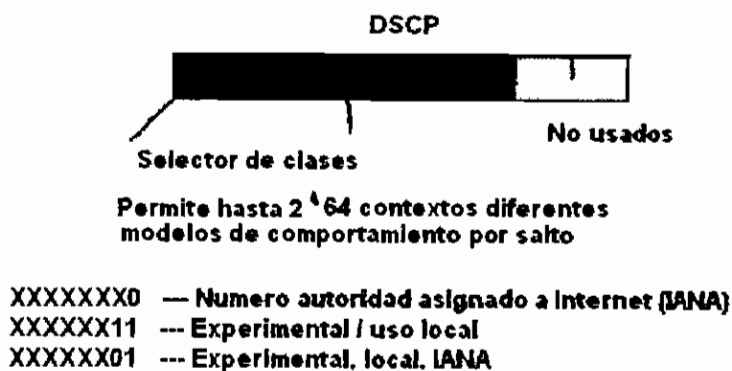 DSCP
No usados
Selector de clases
Permite hasta 2^64 contextos diferentes
modelos de comportamiento por salto
XXXXXXX0 --- Numero autoridad asignado a Internet (IANA)
XXXXXX11 --- Experimental / uso local
XXXXXX01 --- Experimental, local, IANA